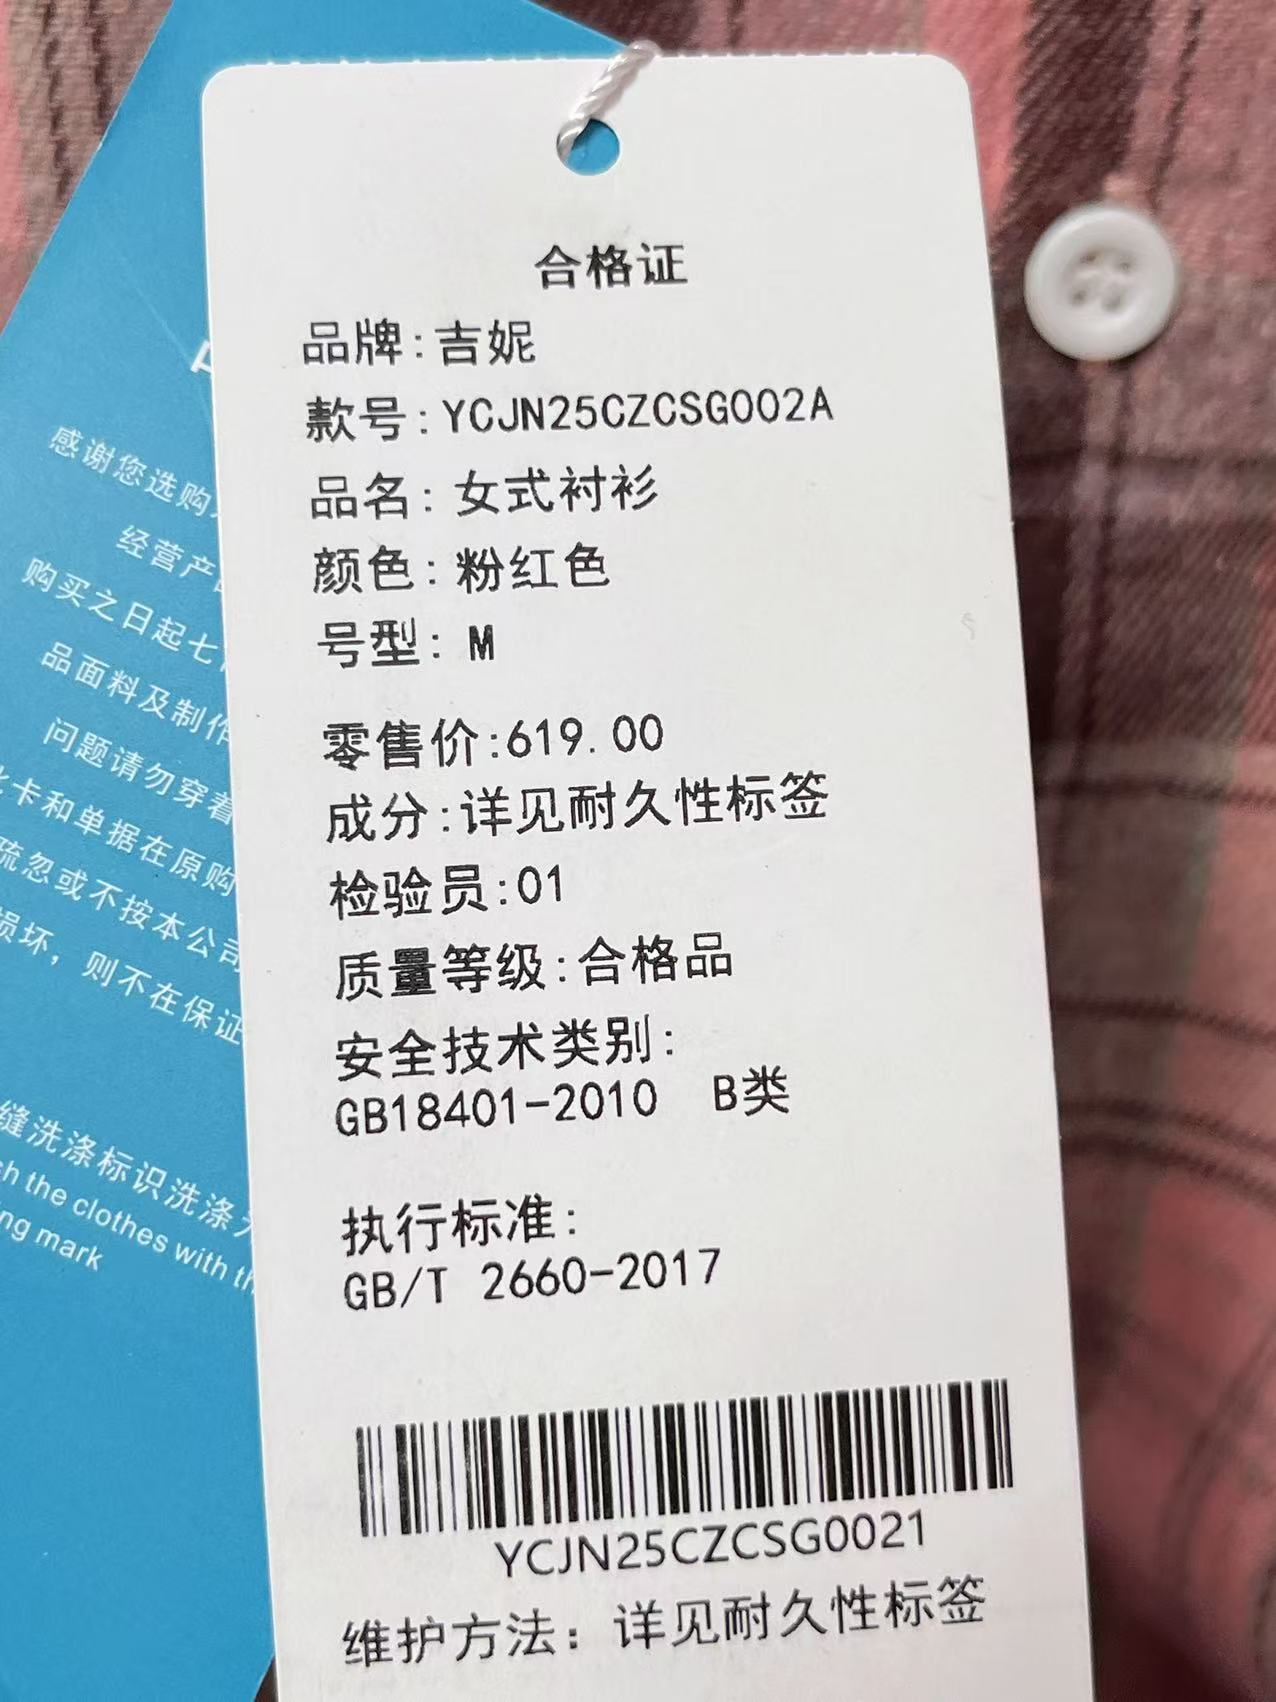 合格证
品牌:吉妮
款号:YCJN25CZCSG002A
品名:女式衬衫
颜色:粉红色
号型:M
零售价:619.00
成分:详见耐久性标签
检验员:01
质量等级:合格品
安全技术类别:
GB18401-2010 B类
执行标准:
GB/T 2660-2017
YCJN25CZCSG0021
维护方法：详见耐久性标签
感谢您选购
经营产
购买之日起七
品面料及制作
问题请勿穿着
卡和单据在原购
疏忽或不按本公司
损坏，则不在保证
缝洗涤标识洗涤
the clothes with
mark